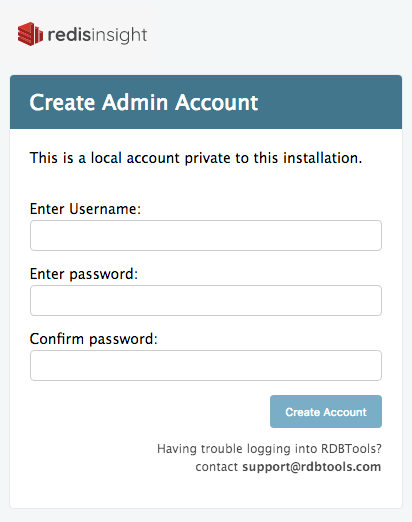 redisinsight
Create Admin Account
This is a local account private to this installation.
Enter Username:
Enter password:
Confirm password:
Create Account
Having trouble logging into RDBTools?
contact support@rdbtools.com